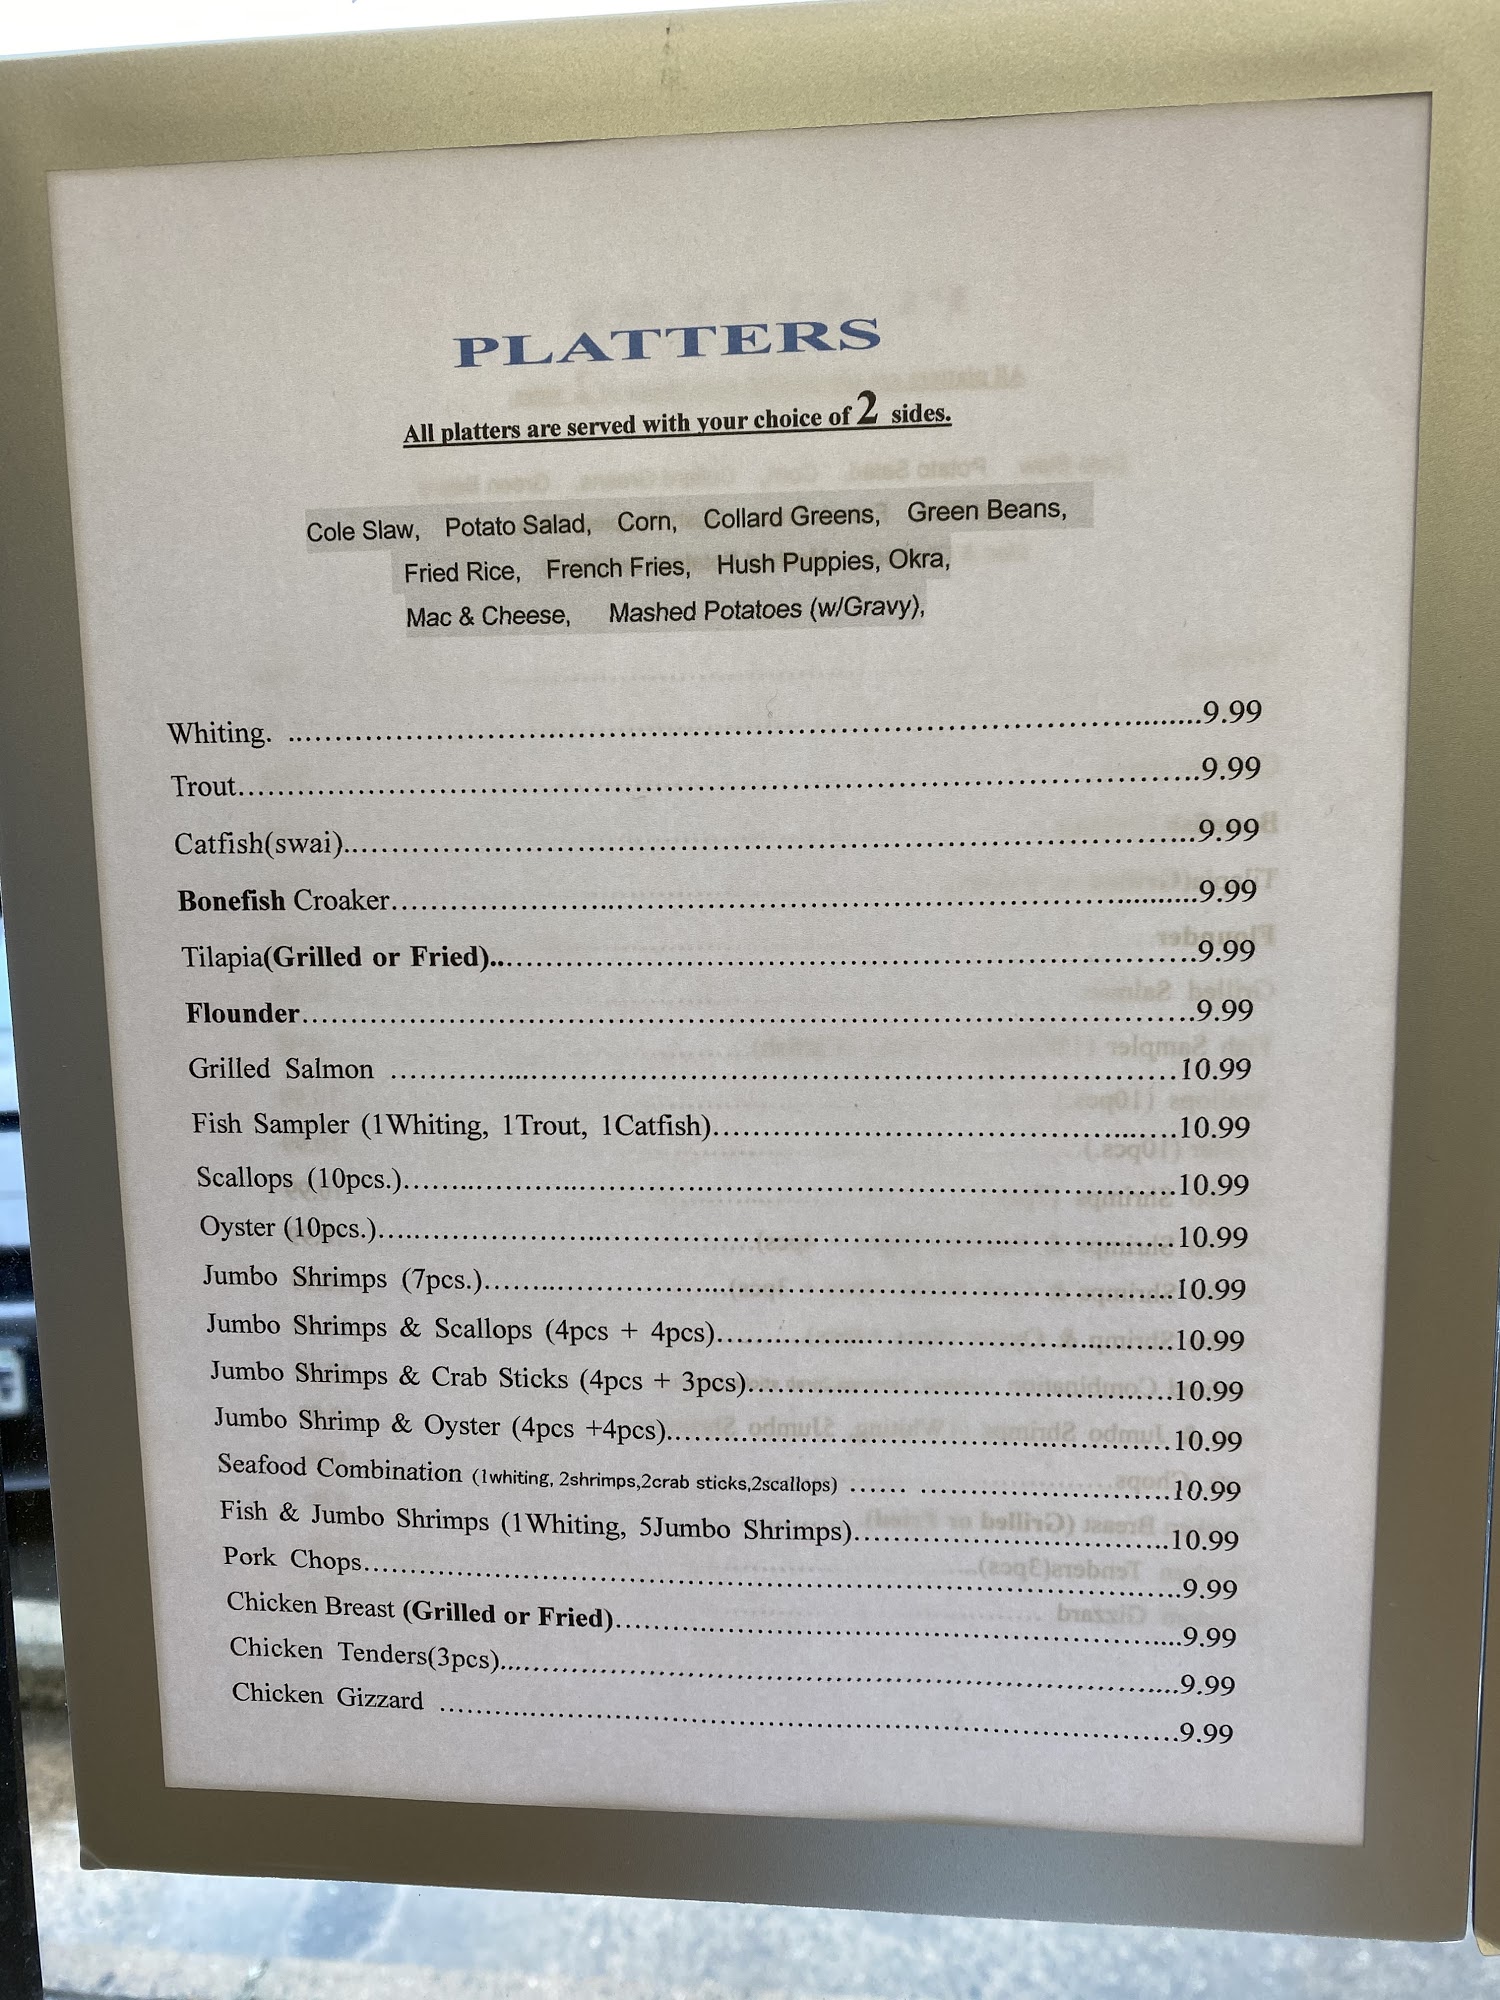 PLATTERS
All platters are served with your choice of 2 sides.
Cole Slaw, Potato Salad, Corn, Collard Greens, Green Beans,
Fried Rice, French Fries, Hush Puppies, Okra,
Mac & Cheese, Mashed Potatoes (w/Gravy),
Whiting. ........................................9.99
Trout........................................9.99
Catfish(swai)........................................9.99
Bonefish Croaker........................................9.99
Tilapia(Grilled or Fried)........................................9.99
Flounder........................................9.99
Grilled Salmon ........................................10.99
Fish Sampler (1Whiting, 1Trout, 1Catfish)........................................10.99
Scallops (10pcs.)........................................10.99
Oyster (10pcs.)........................................10.99
Jumbo Shrimps (7pcs.)........................................10.99
Jumbo Shrimps & Scallops (4pcs + 4pcs)........................................10.99
Jumbo Shrimps & Crab Sticks (4pcs + 3pcs)........................................10.99
Jumbo Shrimp & Oyster (4pcs +4pcs)........................................10.99
Seafood Combination (1whiting, 2shrimps,2crab sticks,2scallops) ...... ..............................10.99
Fish & Jumbo Shrimps (1Whiting, 5Jumbo Shrimps)........................................10.99
Pork Chops........................................9.99
Chicken Breast (Grilled or Fried)........................................9.99
Chicken Tenders(3pcs)........................................9.99
Chicken Gizzard ........................................9.99